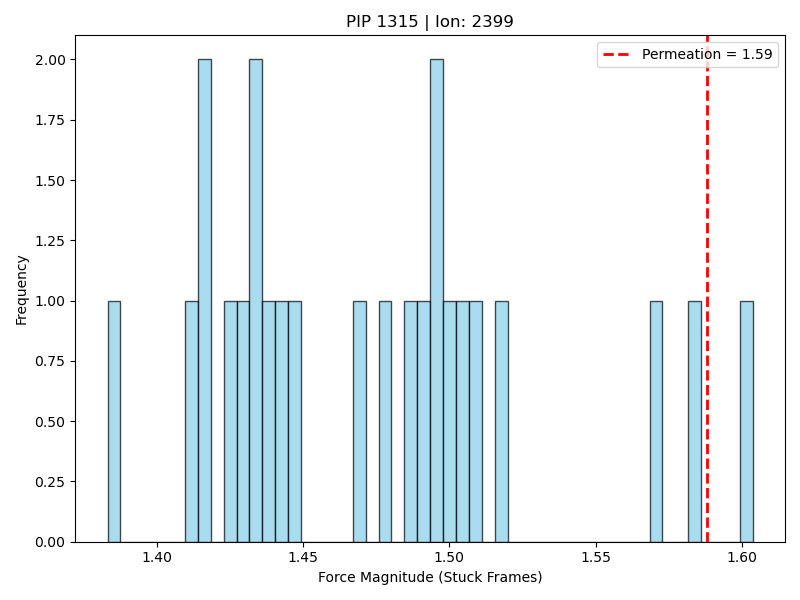 PIP 1315 | Ion: 2399
Permeation = 1.59
Frequency
2.00
1.75
1.50
1.25
1.00
0.75
0.50
0.25
0.00
1.40 1.45 1.50 1.55 1.60
Force Magnitude (Stuck Frames)